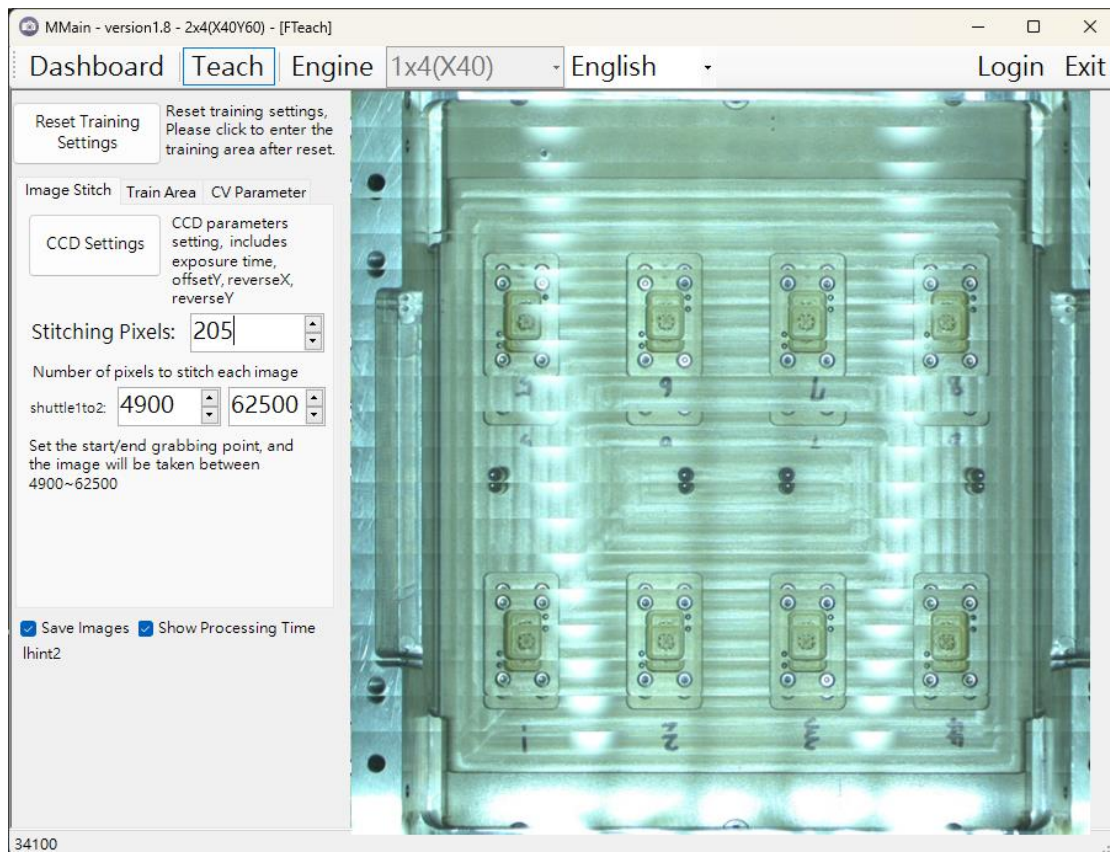 MMain - version1.8 - 2x4(X40Y60) - [FTeach]
Dashboard Teach Engine 1x4(X40) English Login Exit
Reset Training
Settings
Reset training settings,
Please click to enter the
training area after reset.
Image Stitch Train Area CV Parameter
CCD Settings
CCD parameters
setting, includes
exposure time,
offsetY, reverseX,
reverseY
Stitching Pixels: 205
Number of pixels to stitch each image
shuttle1to2: 4900 62500
Set the start/end grabbing point, and
the image will be taken between
4900~62500
Save Images Show Processing Time
lhint2
34100